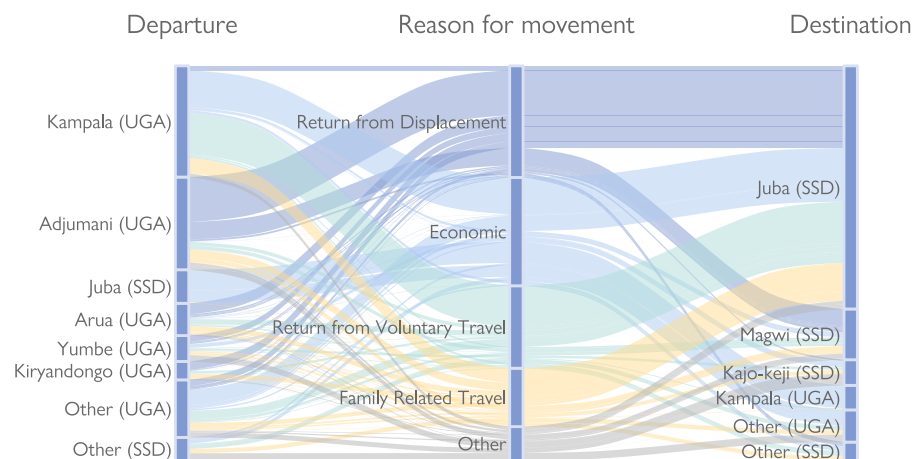 Departure
Reason for movement
Destination
Kampala (UGA)
Adjumani (UGA)
Juba (SSD)
Arua (UGA)
Yumbe (UGA)
Kiryandongo (UGA)
Other (UGA)
Other (SSD)
Return from Displacement
Economic
Return from Voluntary Travel
Family Related Travel
Other
Juba (SSD)
Magwi (SSD)
Kajo-keji (SSD)
Kampala (UGA)
Other (UGA)
Other (SSD)